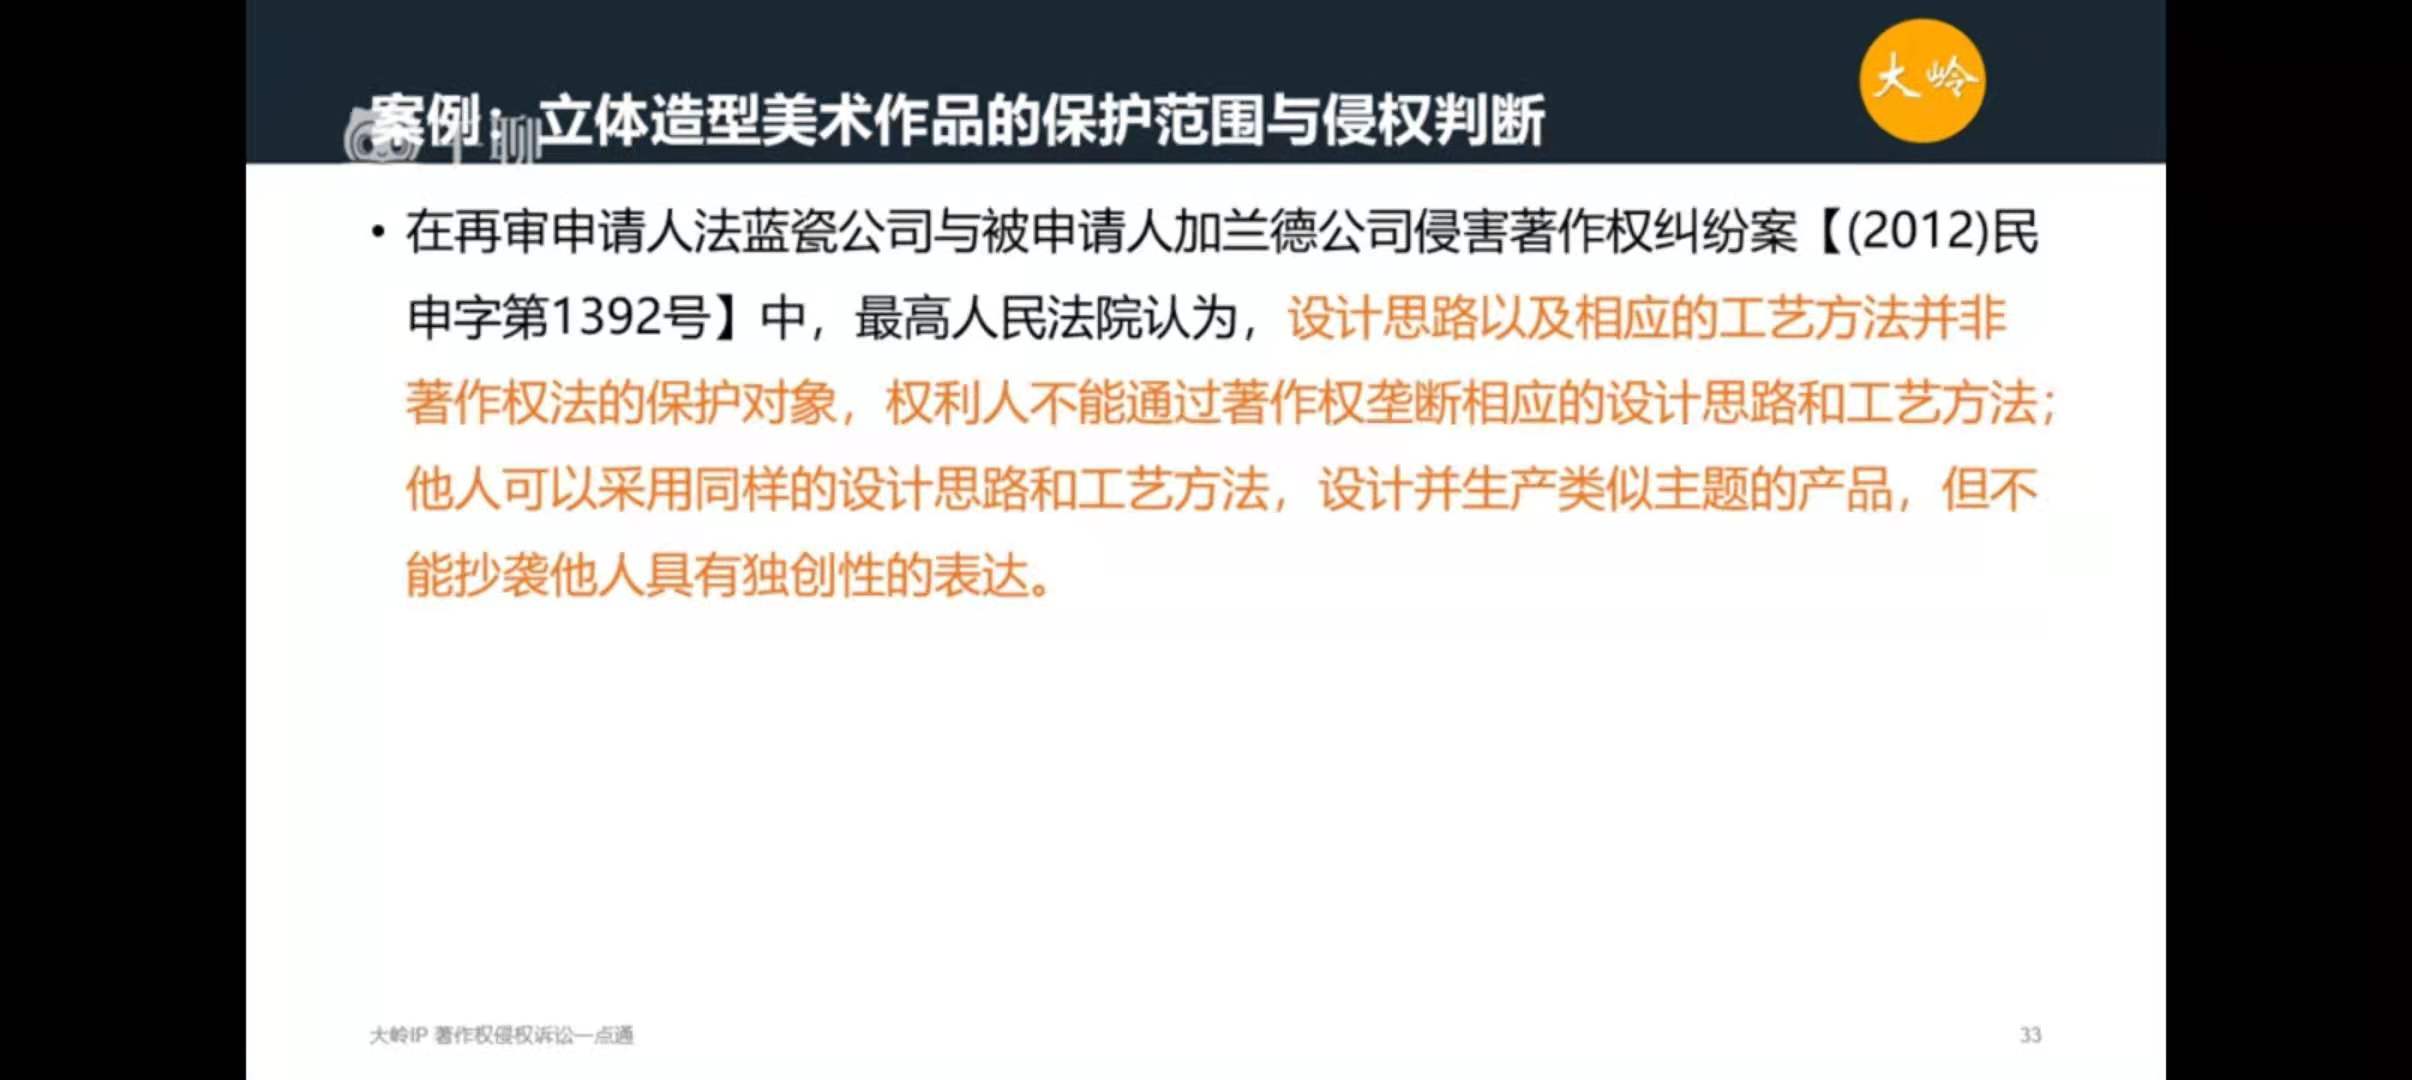 大岭
案例：立体造型美术作品的保护范围与侵权判断
• 在再审申请人法蓝瓷公司与被申请人加兰德公司侵害著作权纠纷案【(2012)民
申字第1392号】中，最高人民法院认为，设计思路以及相应的工艺方法并非
著作权法的保护对象，权利人不能通过著作权垄断相应的设计思路和工艺方法；
他人可以采用同样的设计思路和工艺方法，设计并生产类似主题的产品，但不
能抄袭他人具有独创性的表达。
大岭IP 著作权侵权诉讼一点通
33